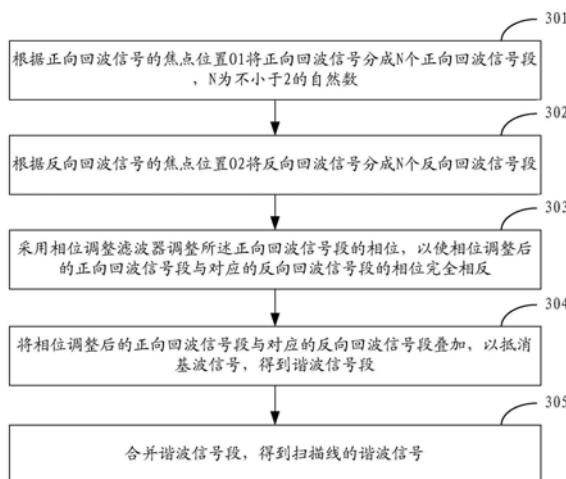 301
根据正向回波信号的焦点位置O1将正向回波信号分成N个正向回波信号段
，N为不小于2的自然数
302
根据反向回波信号的焦点位置O2将反向回波信号分成N个反向回波信号段
303
采用相位调整滤波器调整所述正向回波信号段的相位，以使相位调整后
的正向回波信号段与对应的反向回波信号段的相位完全相反
304
将相位调整后的正向回波信号段与对应的反向回波信号段叠加，以抵消
基波信号，得到谐波信号段
305
合并谐波信号段，得到扫描线的谐波信号